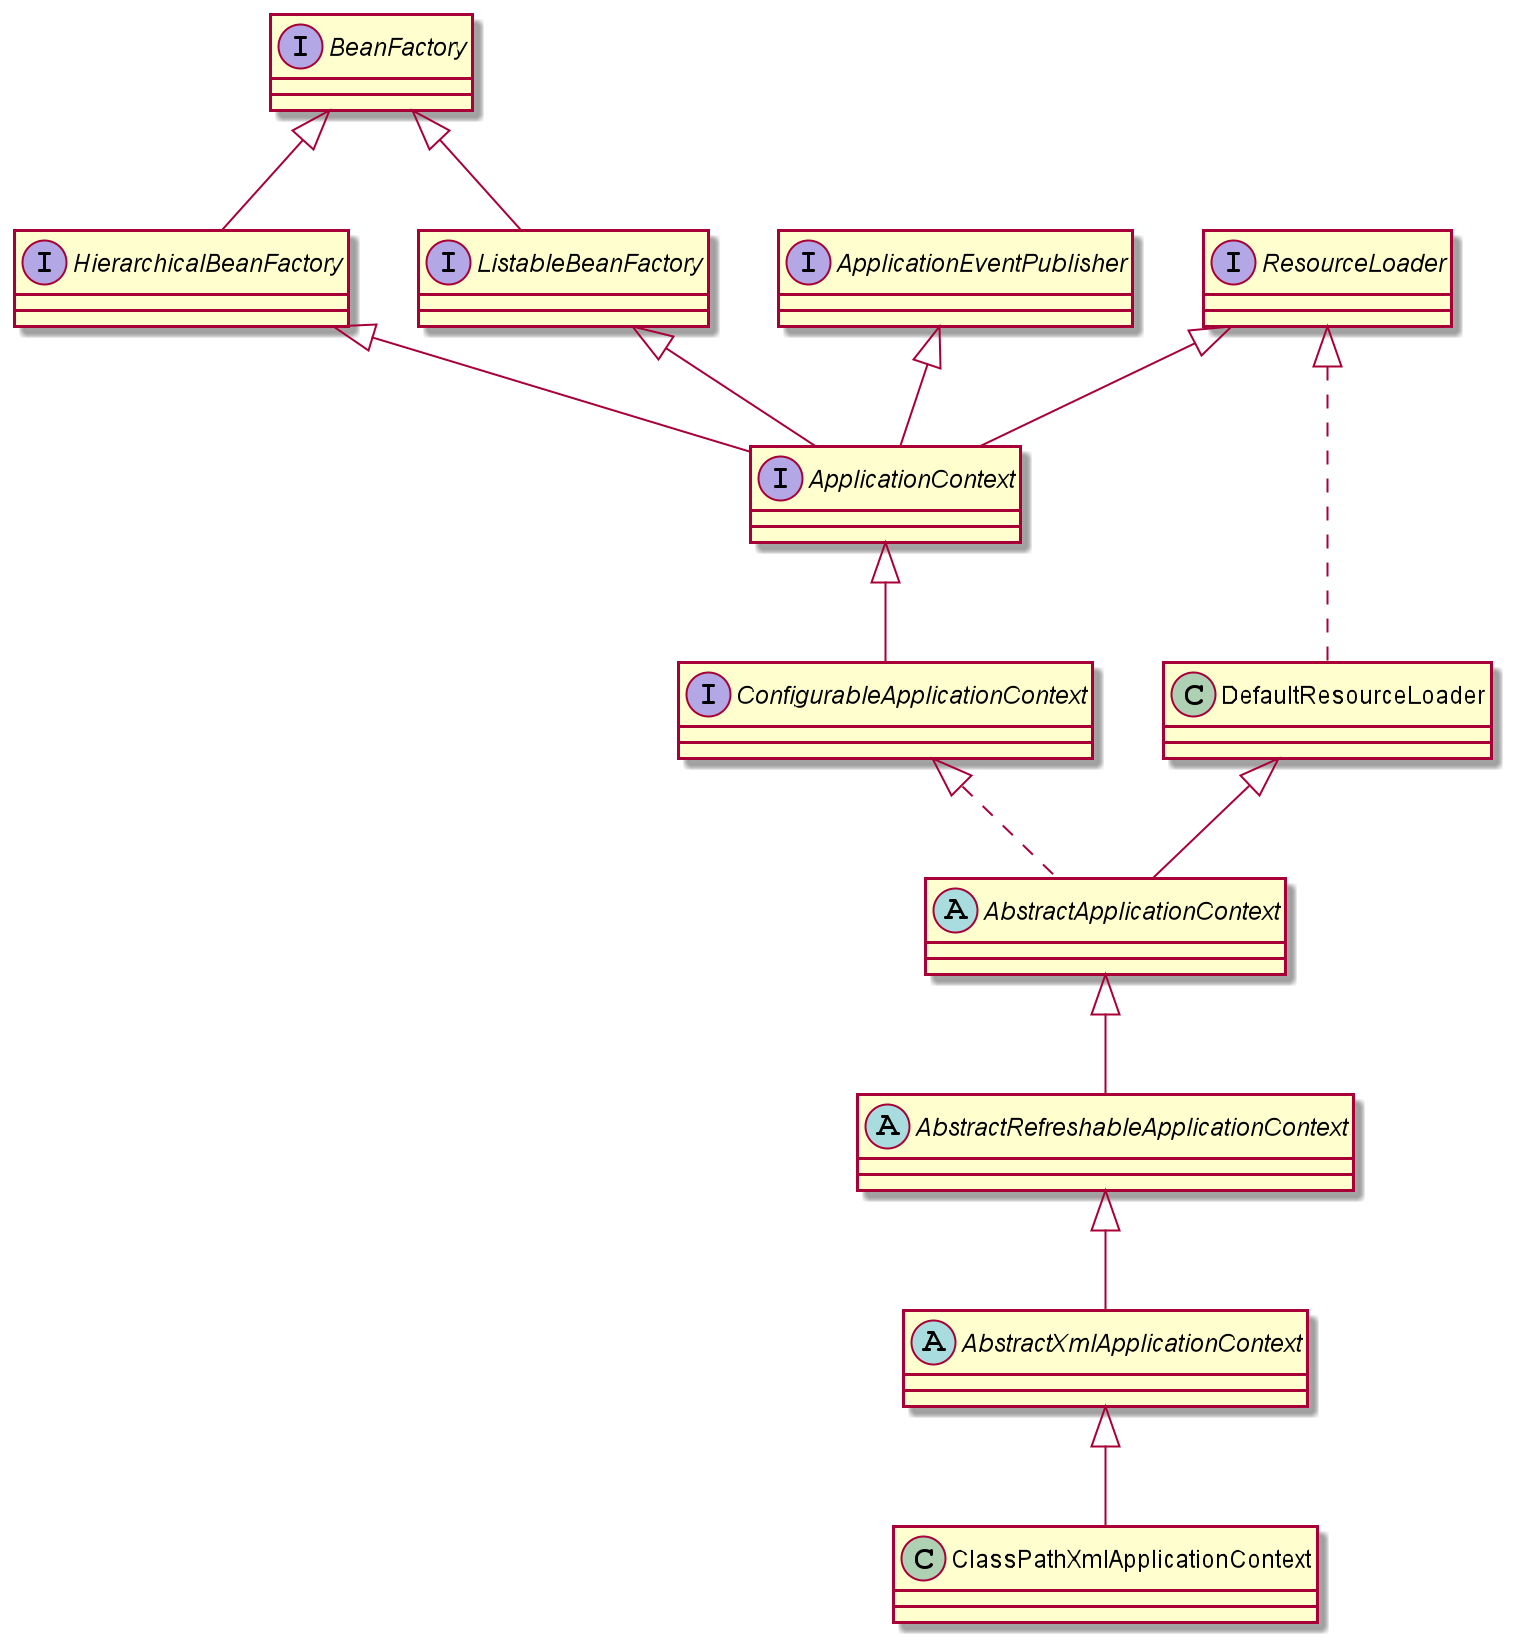 I BeanFactory
I HierarchicalBeanFactory
I ListableBeanFactory
I ApplicationEventPublisher
I ResourceLoader
I ApplicationContext
I ConfigurableApplicationContext
C DefaultResourceLoader
A AbstractApplicationContext
A AbstractRefreshableApplicationContext
A AbstractXmlApplicationContext
C ClassPathXmlApplicationContext